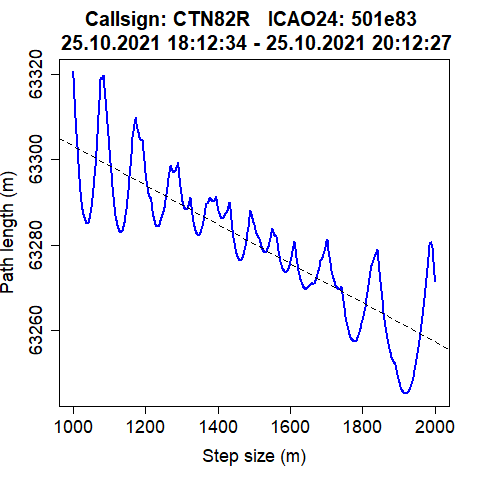 Callsign: CTN82R   ICAO24: 501e83
25.10.2021 18:12:34 - 25.10.2021 20:12:27
Path length (m)
63320
63300
63280
63260
1000 1200 1400 1600 1800 2000
Step size (m)